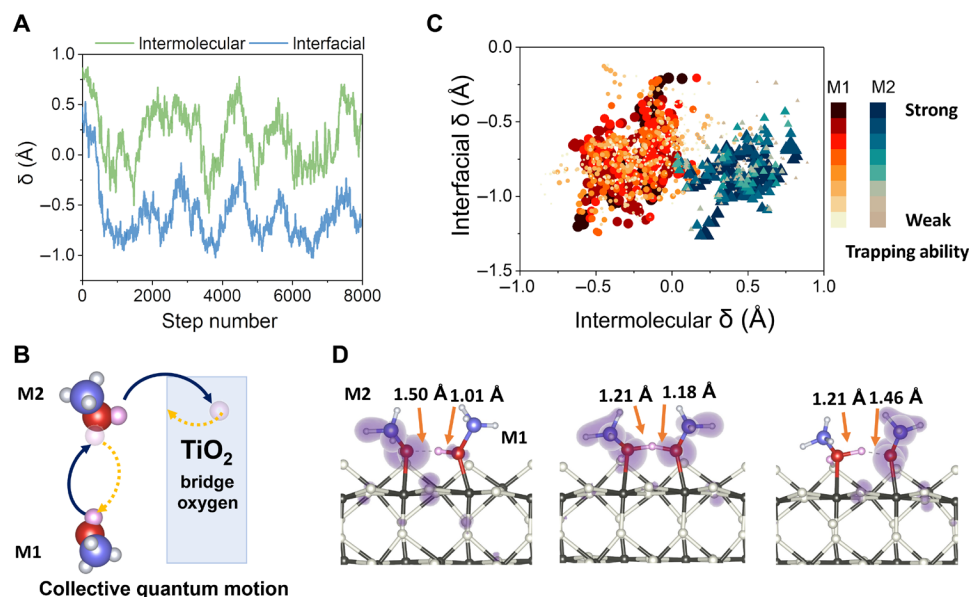 A
Intermolecular Interfacial
1.0
0.5
0.0
−0.5
−1.0
δ (Å)
0 2000 4000 6000 8000
Step number
C
0.0
−0.5
−1.0
−1.5
Interfacial δ (Å)
−1.0 −0.5 0.0 0.5 1.0
Intermolecular δ (Å)
M1 M2
Strong
Weak
Trapping ability
B
M2
TiO2
bridge
oxygen
M1
Collective quantum motion
D
M2 1.50 Å 1.01 Å
M1
1.21 Å 1.18 Å
1.21 Å 1.46 Å